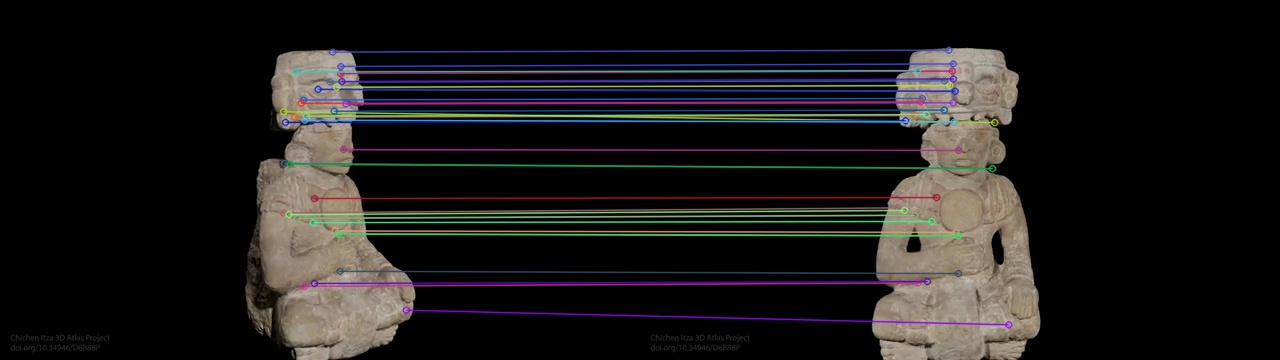 Chichen Itza 3D Atlas Project
doi.org/10.34946/D6B88P
Chichen Itza 3D Atlas Project
doi.org/10.34946/D6B88P